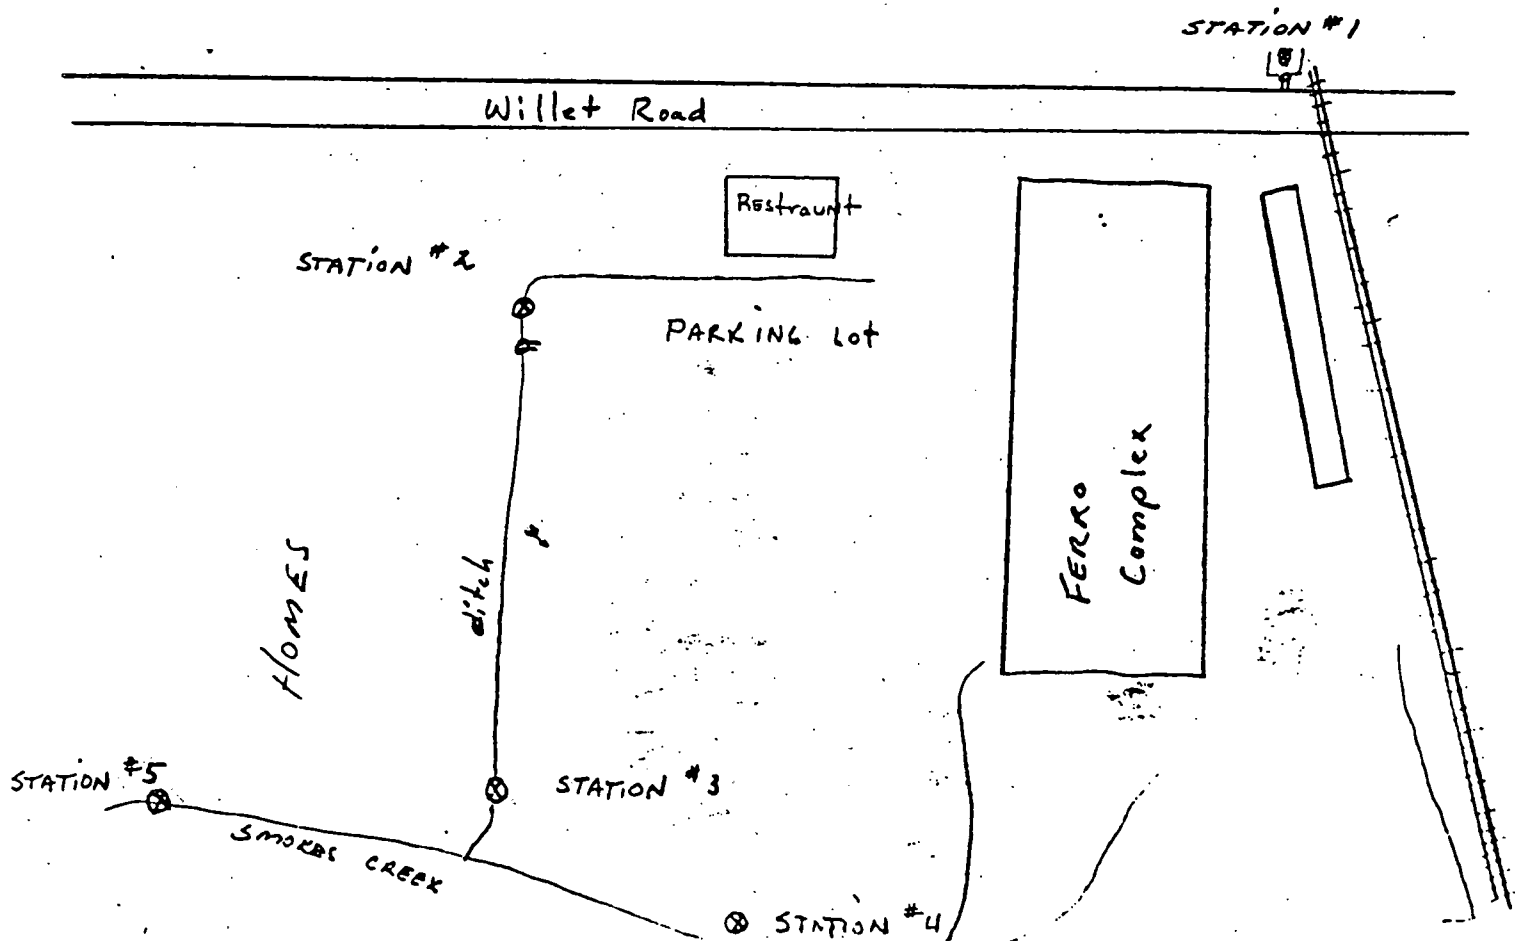 STATION #1
Willet Road
REStraunt
STATION #2
PARKING Lot
FERRO
Complex
ditch
HOMES
STATION #5
STATION #3
SMOKES CREEK
STATION #4